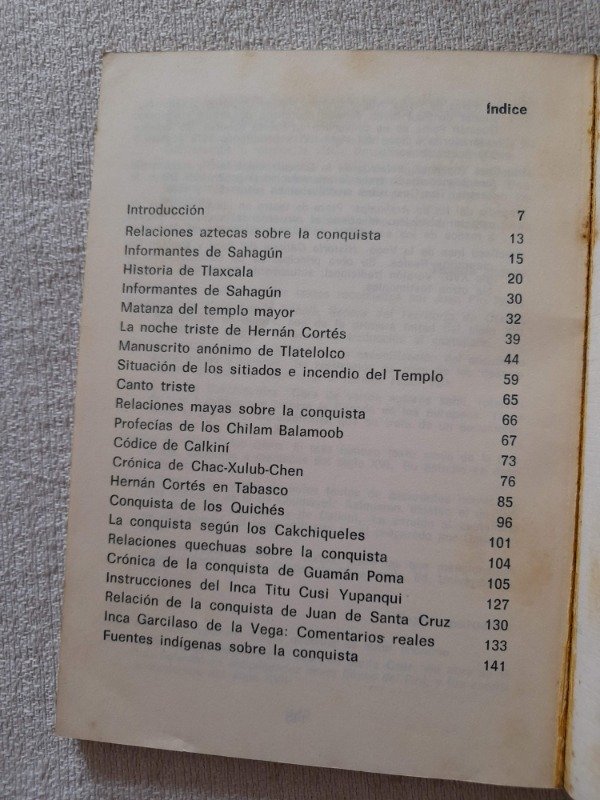 Índice
Introducción 7
Relaciones aztecas sobre la conquista 13
Informantes de Sahagún 15
Historia de Tlaxcala 20
Informantes de Sahagún 30
Matanza del templo mayor 32
La noche triste de Hernán Cortés 39
Manuscrito anónimo de Tlatelolco 44
Situación de los sitiados e incendio del Templo 59
Canto triste 65
Relaciones mayas sobre la conquista 66
Profecías de los Chilam Balamoob 67
Códice de Calkiní 73
Crónica de Chac-Xulub-Chen 76
Hernán Cortés en Tabasco 85
Conquista de los Quichés 96
La conquista según los Cakchiqueles 101
Relaciones quechuas sobre la conquista 104
Crónica de la conquista de Guamán Poma 105
Instrucciones del Inca Titu Cusi Yupanqui 127
Relación de la conquista de Juan de Santa Cruz 130
Inca Garcilaso de la Vega: Comentarios reales 133
Fuentes indígenas sobre la conquista 141